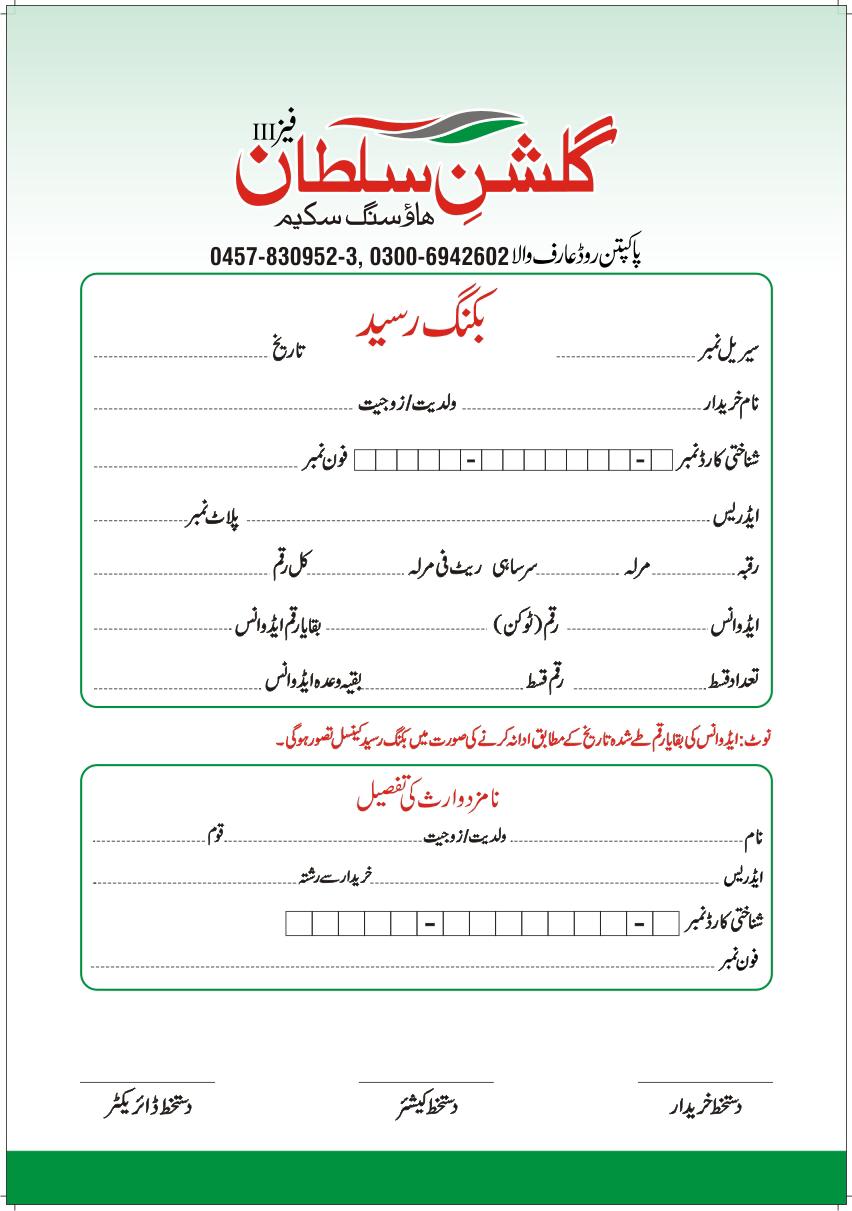 گلشنِ سلطان فیز III
ہاؤسنگ سکیم
پاکپتن روڈ عارف والا 0300-6942602 ,0457-830952-3
بکنگ رسید
سیریل نمبر تاریخ
نام خریدار ولدیت/زوجیت
شناختی کارڈ نمبر - - فون نمبر
ایڈریس پلاٹ نمبر
رقبہ مرلہ سرساہی ریٹ فی مرلہ کل رقم
ایڈوانس رقم (ٹوکن) بقایا رقم ایڈوانس
تعداد قسط رقم قسط بقیہ وعدہ ایڈوانس
نوٹ: ایڈوانس کی بقایا رقم طے شدہ تاریخ کے مطابق ادا نہ کرنے کی صورت میں بکنگ رسید کینسل تصور ہوگی۔
نامزد وارث کی تفصیل
نام ولدیت/زوجیت قوم
ایڈریس خریدار سے رشتہ
شناختی کارڈ نمبر - -
فون نمبر
دستخط خریدار دستخط کیشئر دستخط ڈائریکٹر